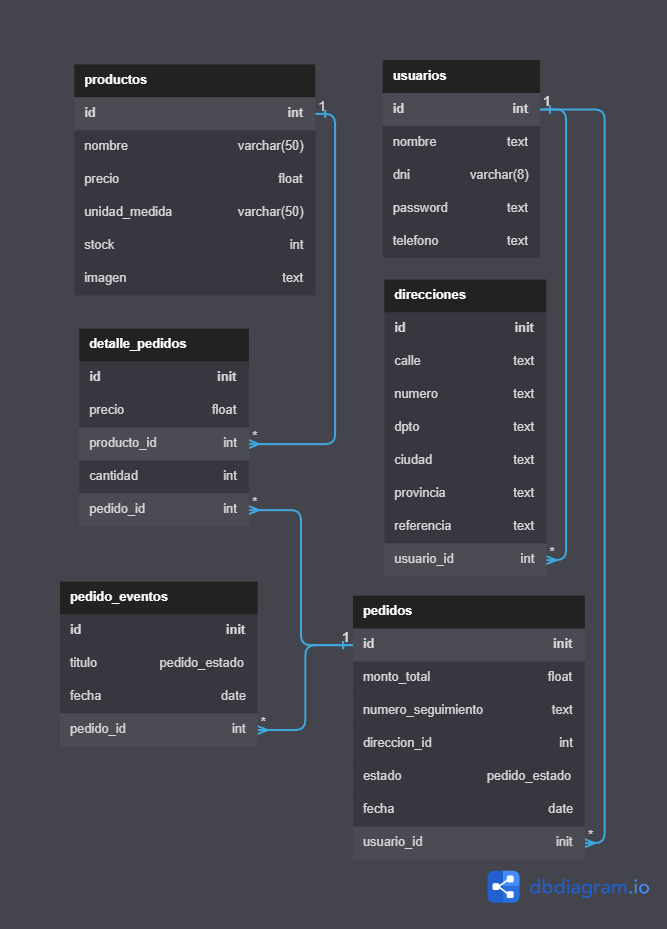 productos
id int
nombre varchar(50)
precio float
unidad_medida varchar(50)
stock int
imagen text
1
usuarios
id int
nombre text
dni varchar(8)
password text
telefono text
1
direcciones
id init
calle text
numero text
dpto text
ciudad text
provincia text
referencia text
usuario_id int
*
detalle_pedidos
id init
precio float
producto_id int
*
cantidad int
pedido_id int
*
pedido_eventos
id init
titulo pedido_estado
fecha date
pedido_id int
*
pedidos
1
id init
monto_total float
numero_seguimiento text
direccion_id int
estado pedido_estado
fecha date
usuario_id init
*
dbdiagram.io